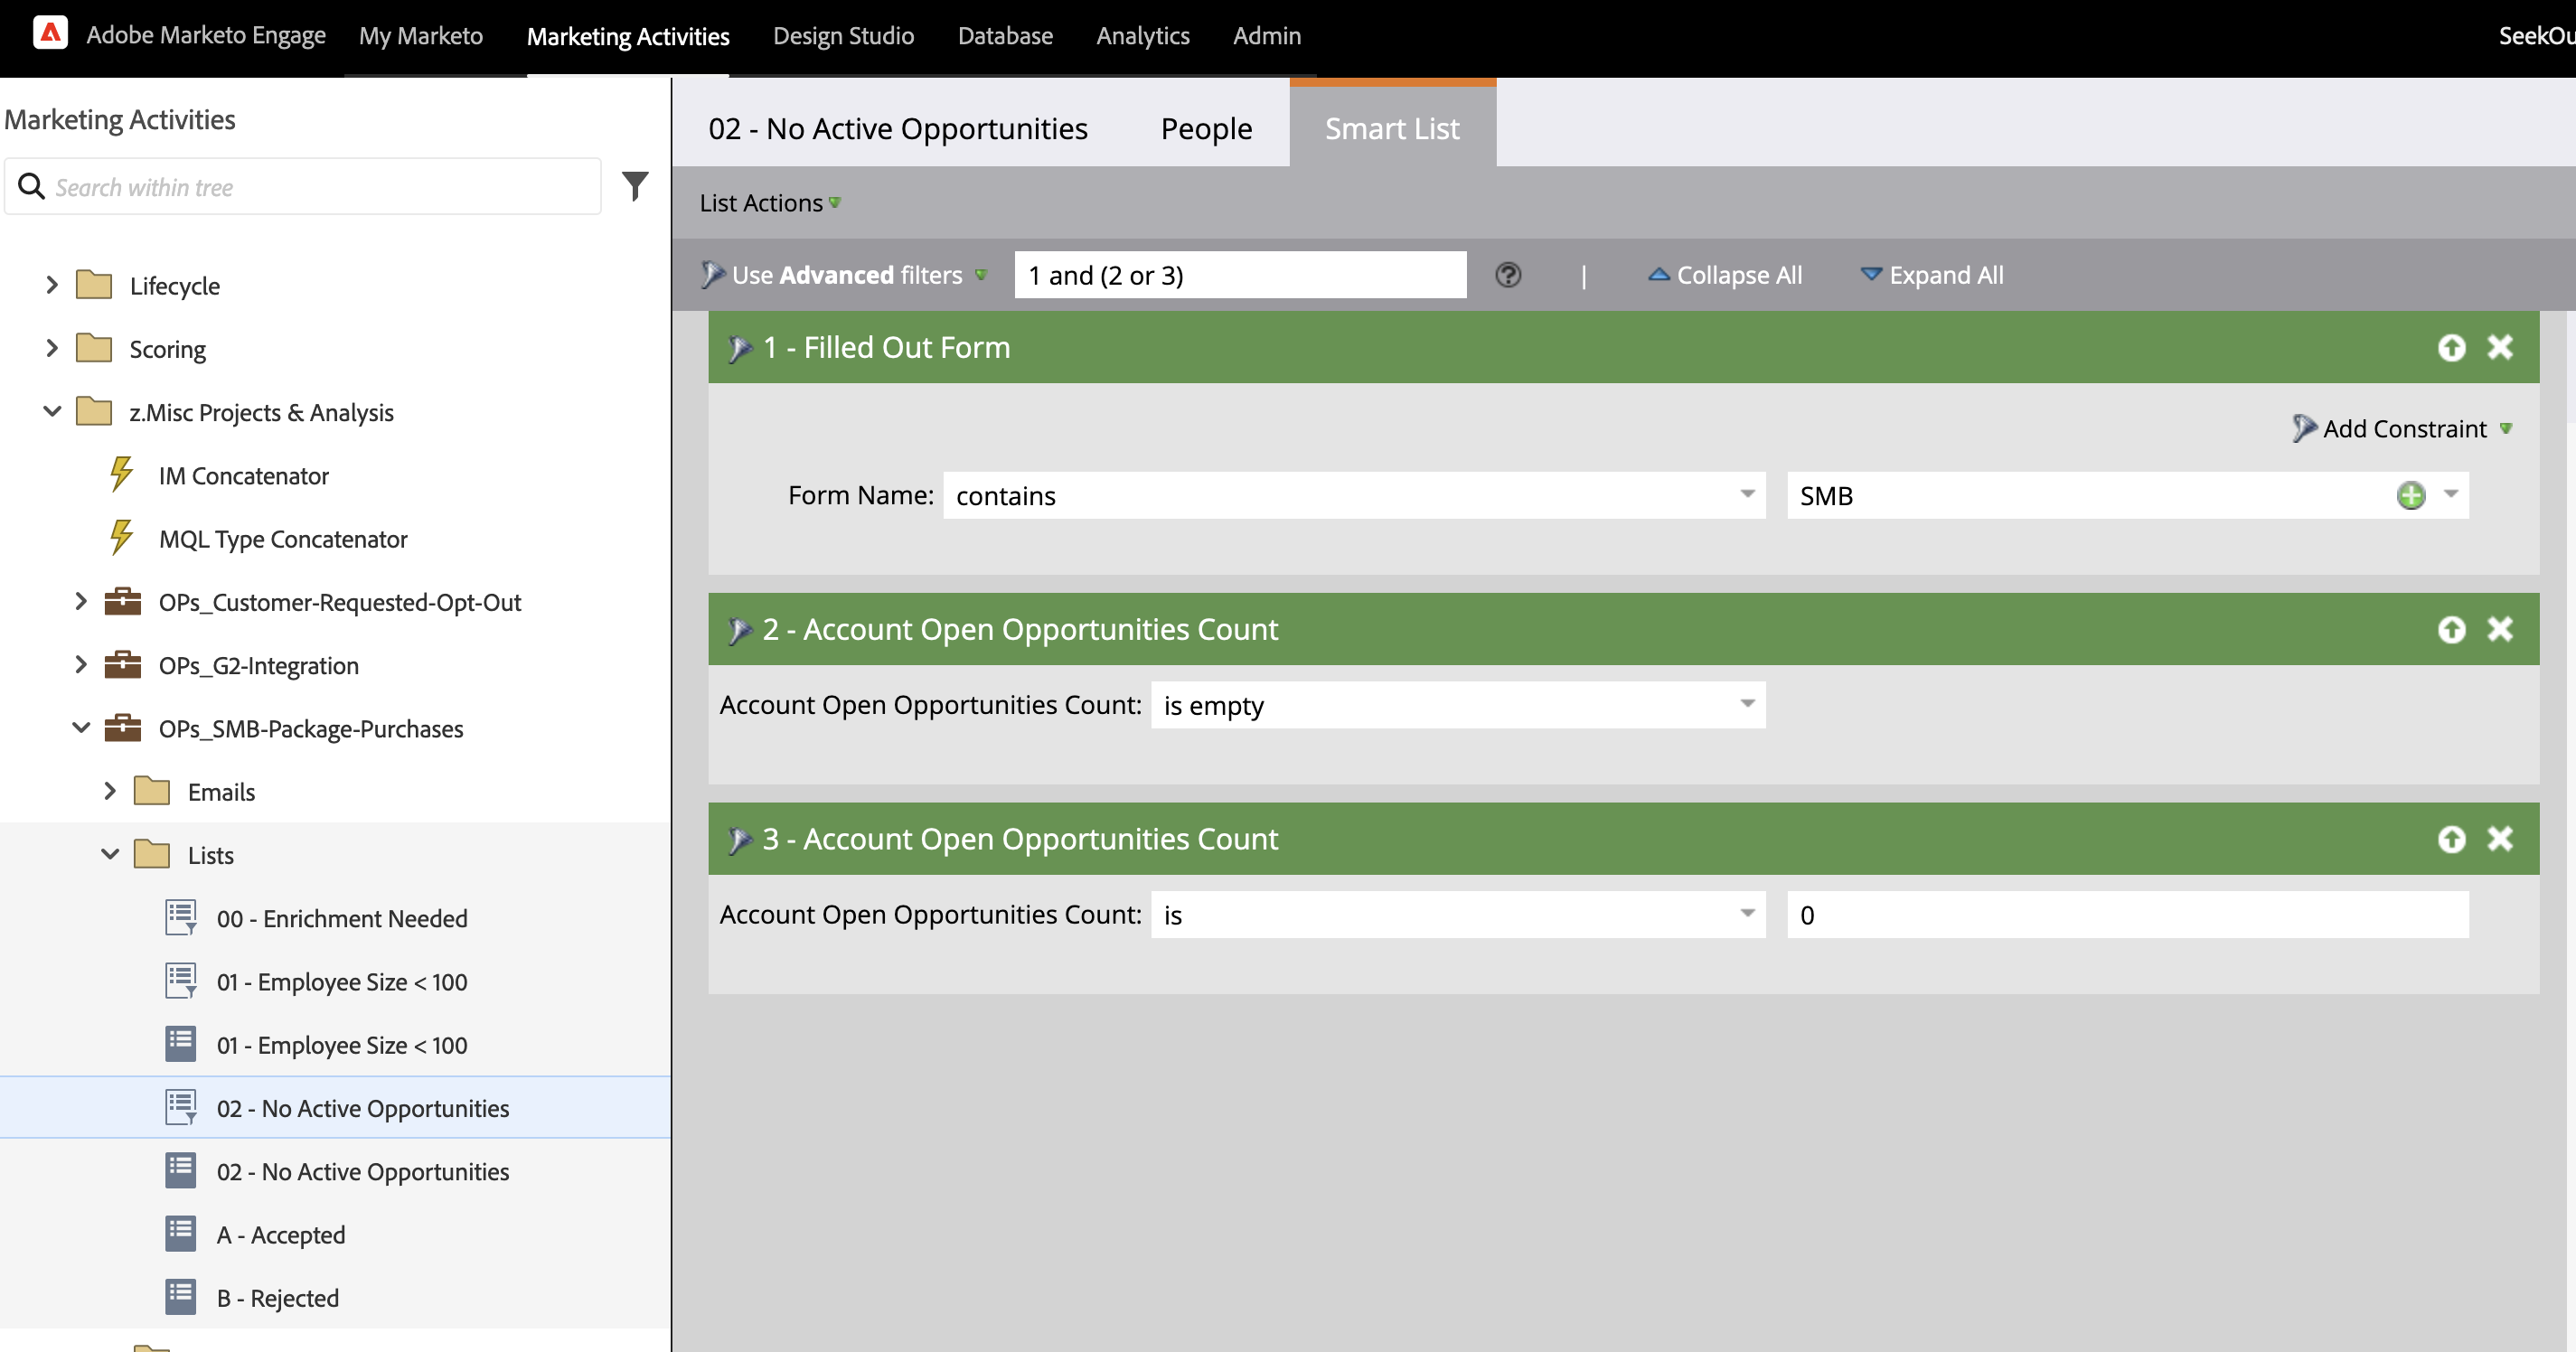 Adobe Marketo Engage My Marketo Marketing Activities Design Studio Database Analytics Admin SeekOu
Marketing Activities
Search within tree
Lifecycle
Scoring
z.Misc Projects & Analysis
IM Concatenator
MQL Type Concatenator
OPs_Customer-Requested-Opt-Out
OPs_G2-Integration
OPs_SMB-Package-Purchases
Emails
Lists
00 - Enrichment Needed
01 - Employee Size < 100
01 - Employee Size < 100
02 - No Active Opportunities
02 - No Active Opportunities
A - Accepted
B - Rejected
02 - No Active Opportunities People Smart List
List Actions
Use Advanced filters 1 and (2 or 3) ? | Collapse All Expand All
1 - Filled Out Form
Add Constraint
Form Name: contains SMB
2 - Account Open Opportunities Count
Account Open Opportunities Count: is empty
3 - Account Open Opportunities Count
Account Open Opportunities Count: is 0